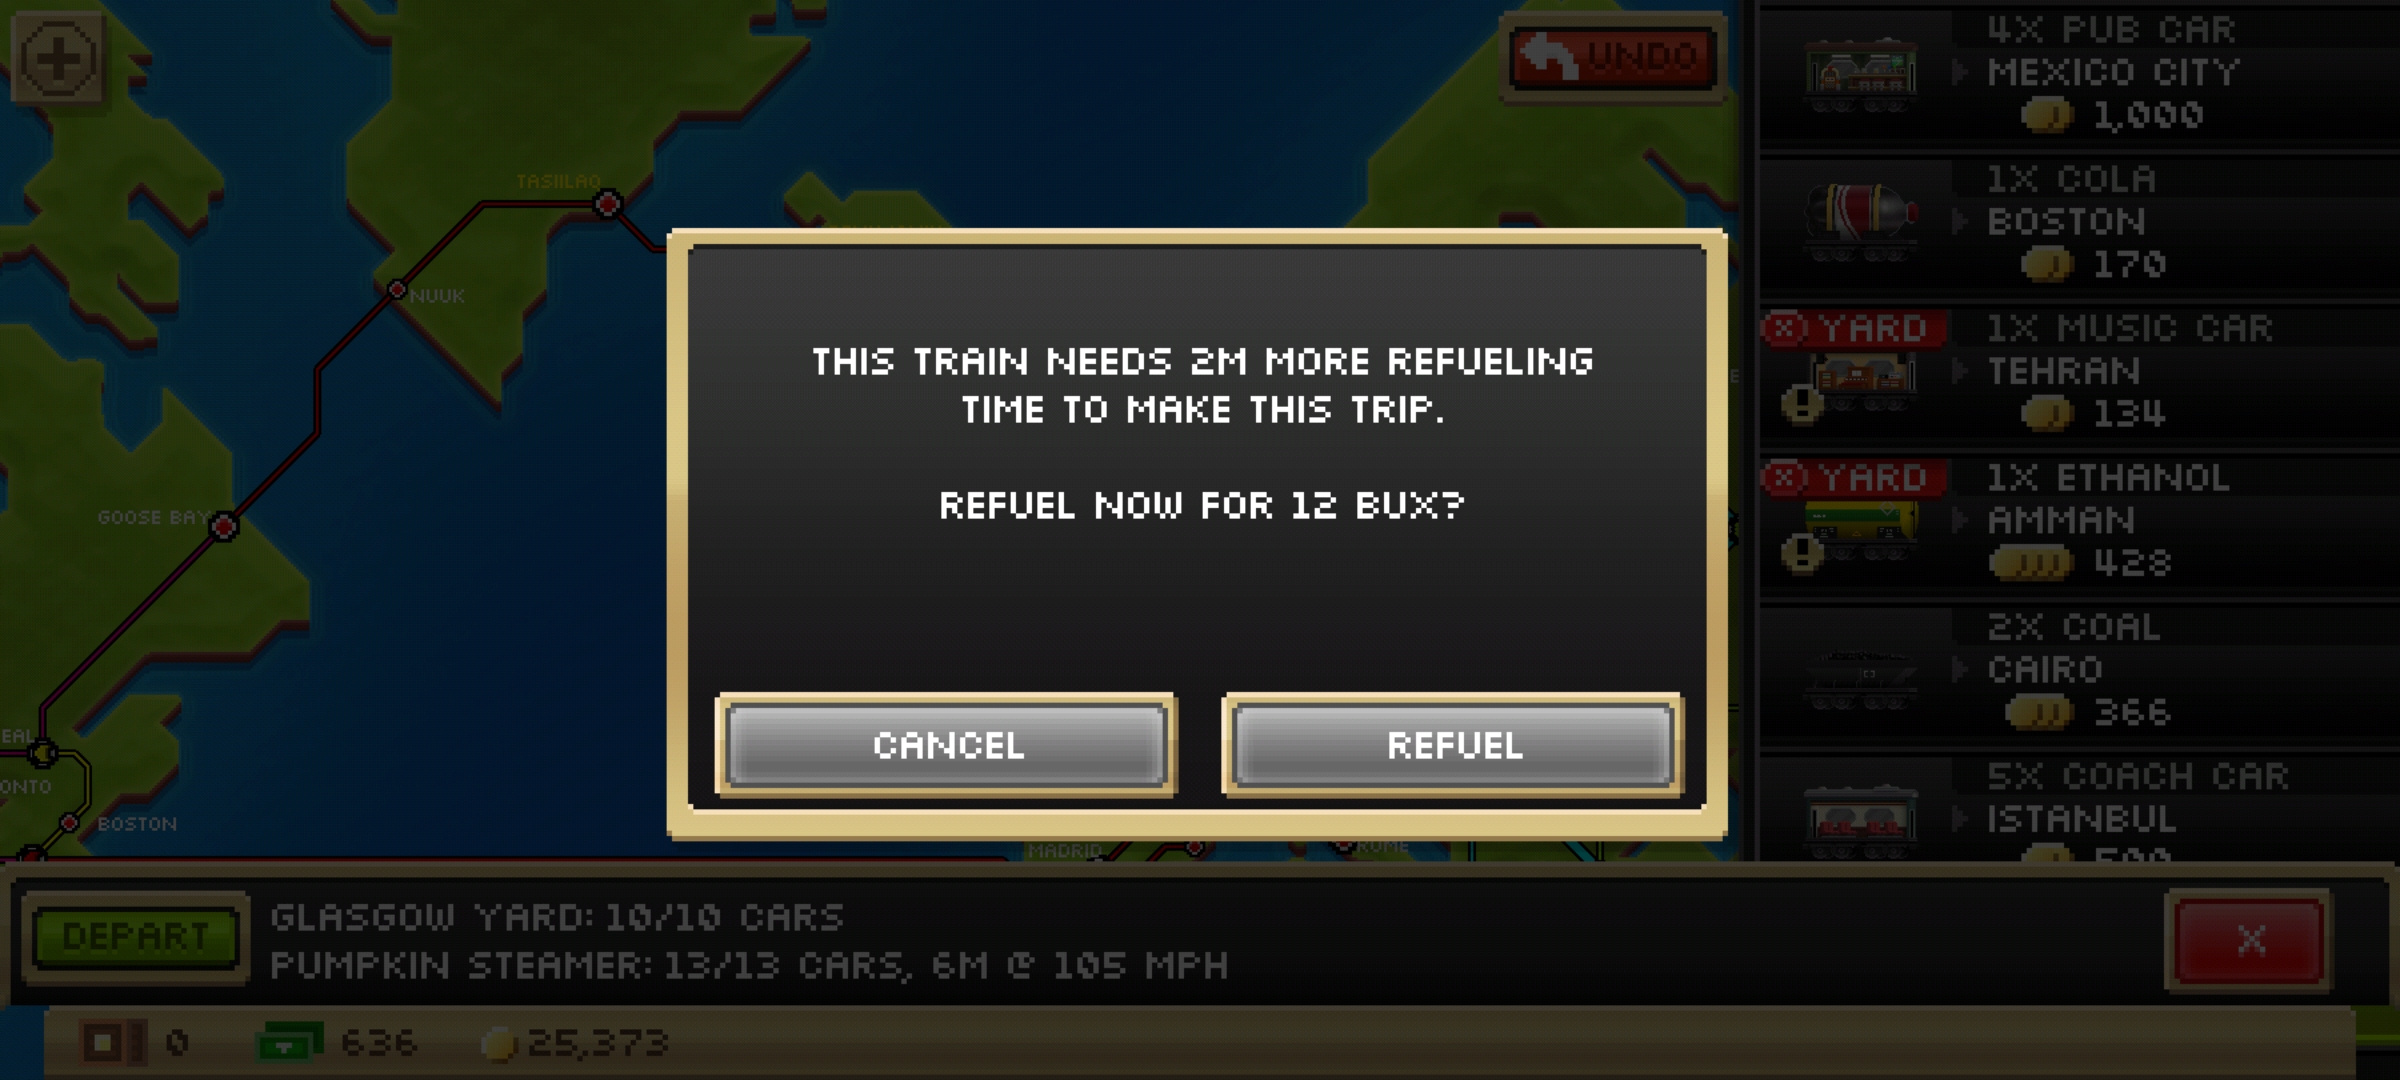 UNDO
TASIILAQ
NUUK
GOOSE BAY
BOSTON
MADRID
ROME
4X PUB CAR
MEXICO CITY
1,000
1X COLA
BOSTON
170
YARD
1X MUSIC CAR
TEHRAN
134
YARD
1X ETHANOL
AMMAN
428
2X COAL
CAIRO
366
5X COACH CAR
ISTANBUL
500
THIS TRAIN NEEDS 2M MORE REFUELING
TIME TO MAKE THIS TRIP.
REFUEL NOW FOR 12 BUX?
CANCEL
REFUEL
DEPART
GLASGOW YARD: 10/10 CARS
PUMPKIN STEAMER: 13/13 CARS, 6M @ 105 MPH
X
0
636
25,373